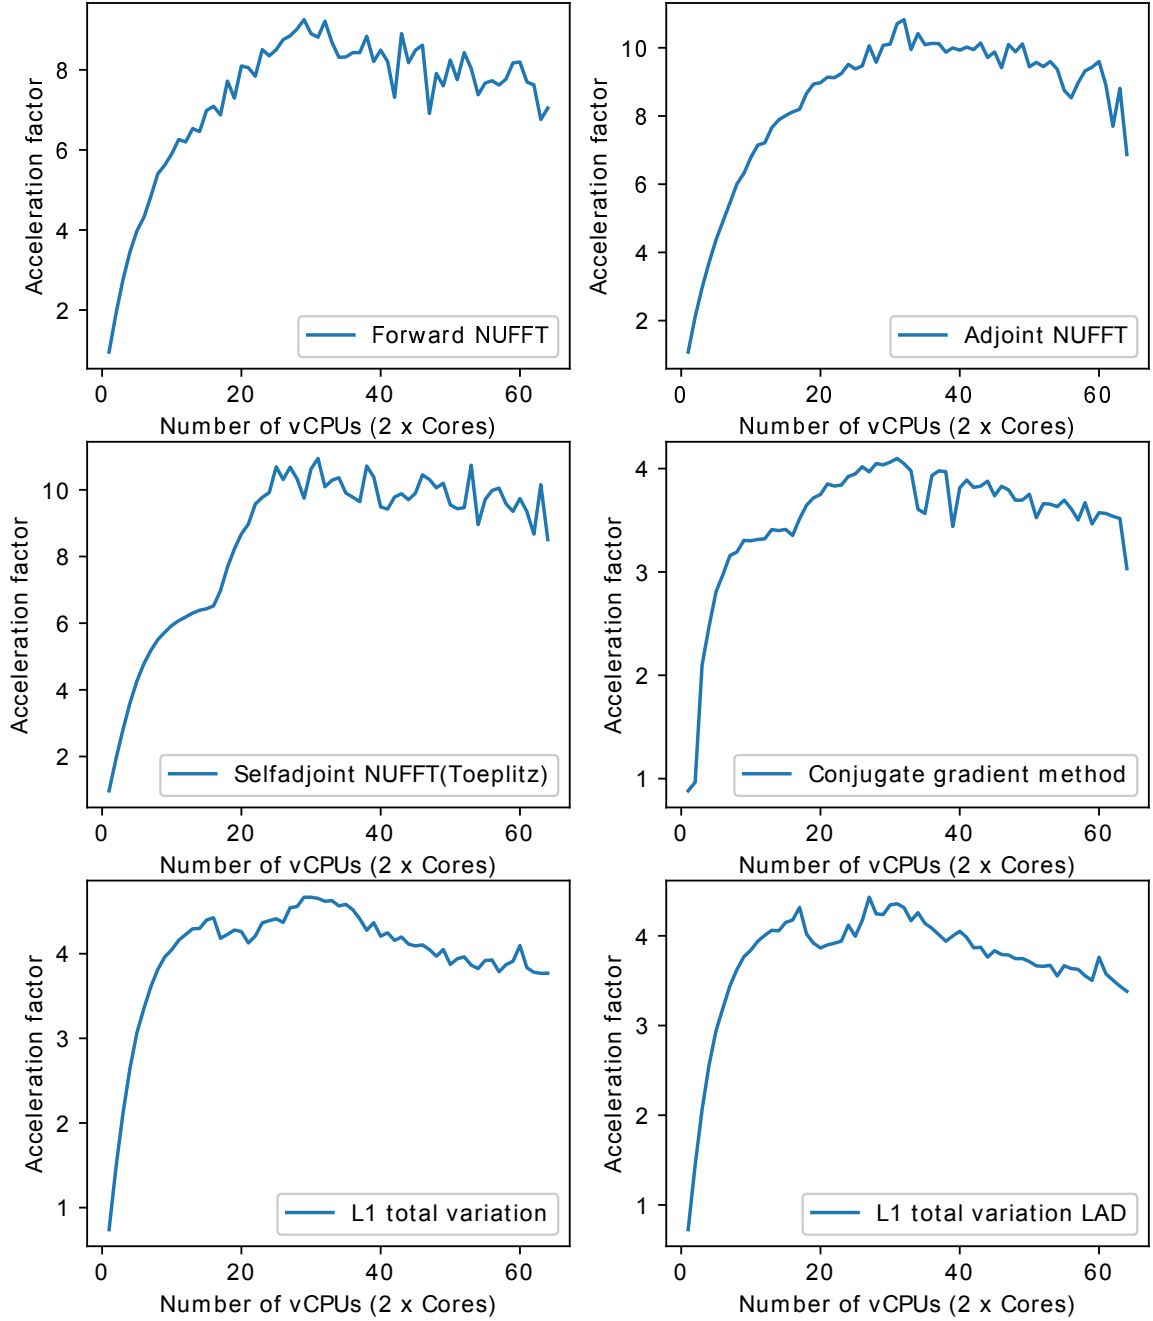 Acceleration factor
8
6
4
2
Forward NUFFT
0 20 40 60
Number of vCPUs (2 x Cores)
Acceleration factor
10
8
6
4
2
Adjoint NUFFT
0 20 40 60
Number of vCPUs (2 x Cores)
Acceleration factor
10
8
6
4
2
Selfadjoint NUFFT(Toeplitz)
0 20 40 60
Number of vCPUs (2 x Cores)
Acceleration factor
4
3
2
1
Conjugate gradient method
0 20 40 60
Number of vCPUs (2 x Cores)
Acceleration factor
4
3
2
1
L1 total variation
0 20 40 60
Number of vCPUs (2 x Cores)
Acceleration factor
4
3
2
1
L1 total variation LAD
0 20 40 60
Number of vCPUs (2 x Cores)